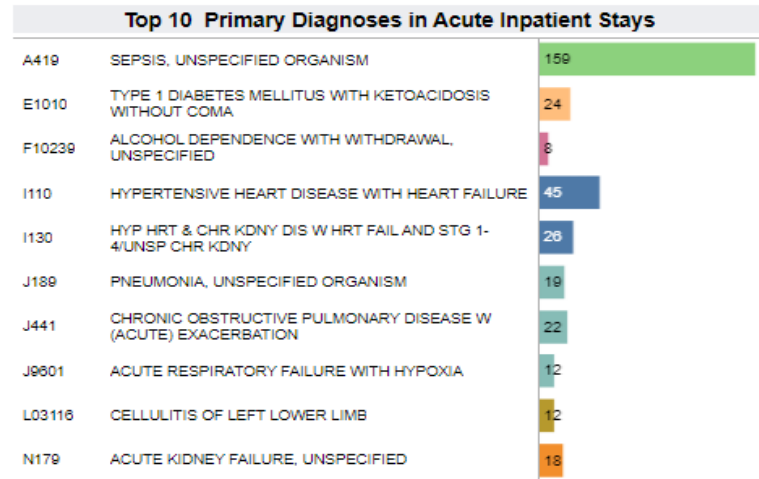 Top 10 Primary Diagnoses in Acute Inpatient Stays
A419 SEPSIS, UNSPECIFIED ORGANISM 159
E1010 TYPE 1 DIABETES MELLITUS WITH KETOACIDOSIS
WITHOUT COMA 24
F10239 ALCOHOL DEPENDENCE WITH WITHDRAWAL,
UNSPECIFIED 8
I110 HYPERTENSIVE HEART DISEASE WITH HEART FAILURE 45
I130 HYP HRT & CHR KDNY DIS W HRT FAIL AND STG 1-
4/UNSP CHR KDNY 26
J189 PNEUMONIA, UNSPECIFIED ORGANISM 19
J441 CHRONIC OBSTRUCTIVE PULMONARY DISEASE W
(ACUTE) EXACERBATION 22
J9601 ACUTE RESPIRATORY FAILURE WITH HYPOXIA 12
L03116 CELLULITIS OF LEFT LOWER LIMB 12
N179 ACUTE KIDNEY FAILURE, UNSPECIFIED 18